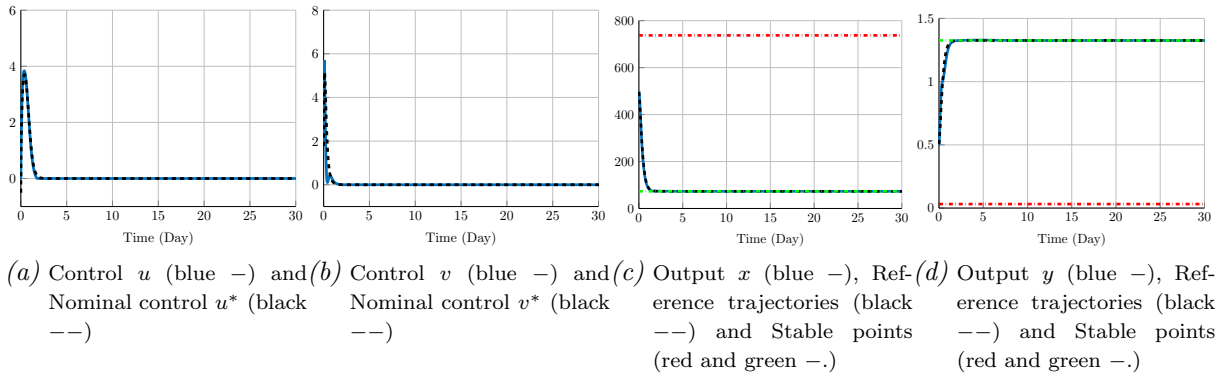 6
4
2
0
0 5 10 15 20 25 30
Time (Day)
8
6
4
2
0
0 5 10 15 20 25 30
Time (Day)
800
600
400
200
0
0 5 10 15 20 25 30
Time (Day)
1.5
1
0.5
0
0 5 10 15 20 25 30
Time (Day)
(a) Control u (blue −) and
Nominal control u* (black
−−)
(b) Control v (blue −) and
Nominal control v* (black
−−)
(c) Output x (blue −), Ref-
erence trajectories (black
−−) and Stable points
(red and green −.)
(d) Output y (blue −), Ref-
erence trajectories (black
−−) and Stable points
(red and green −.)